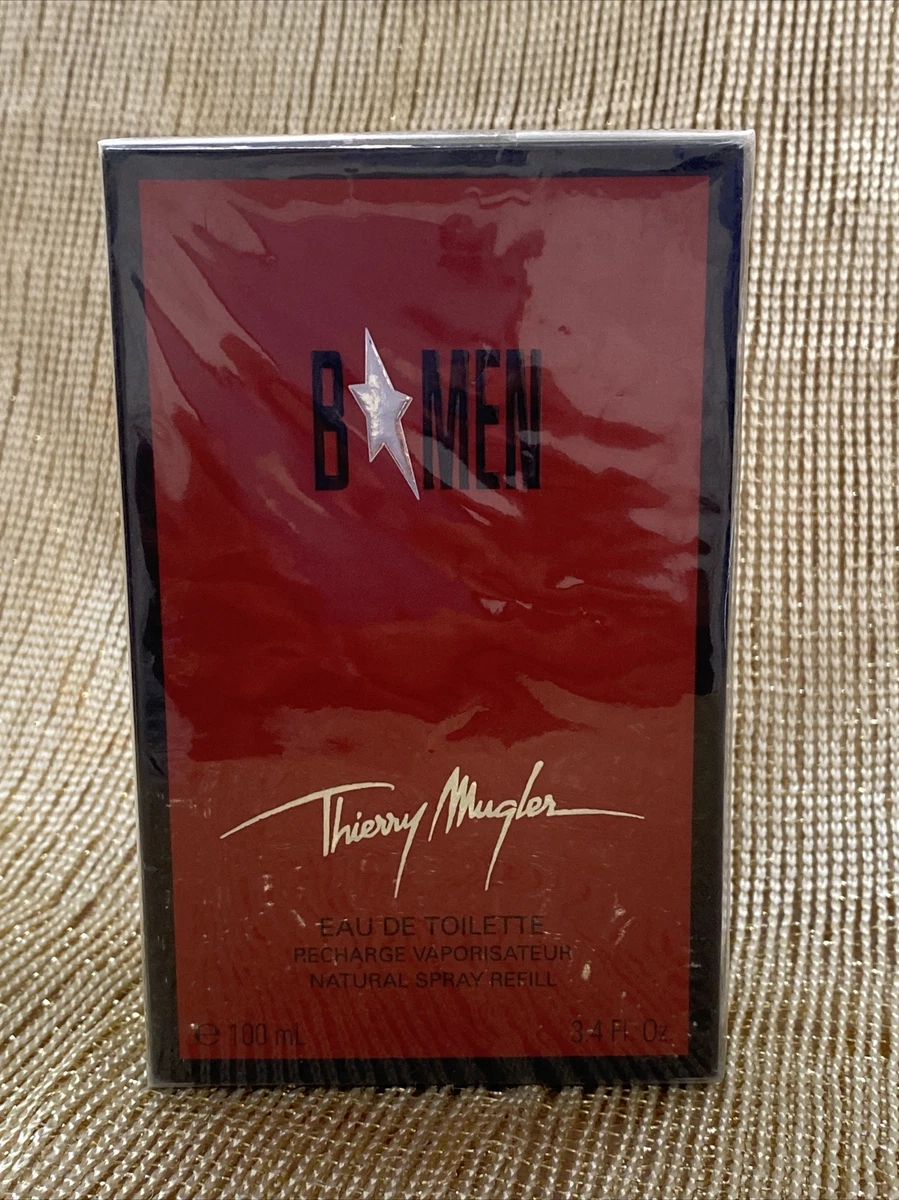 B★MEN
Thierry Mugler
EAU DE TOILETTE
RECHARGE VAPORISATEUR
NATURAL SPRAY REFILL
℮ 100 mL 3.4 Fl. Oz.